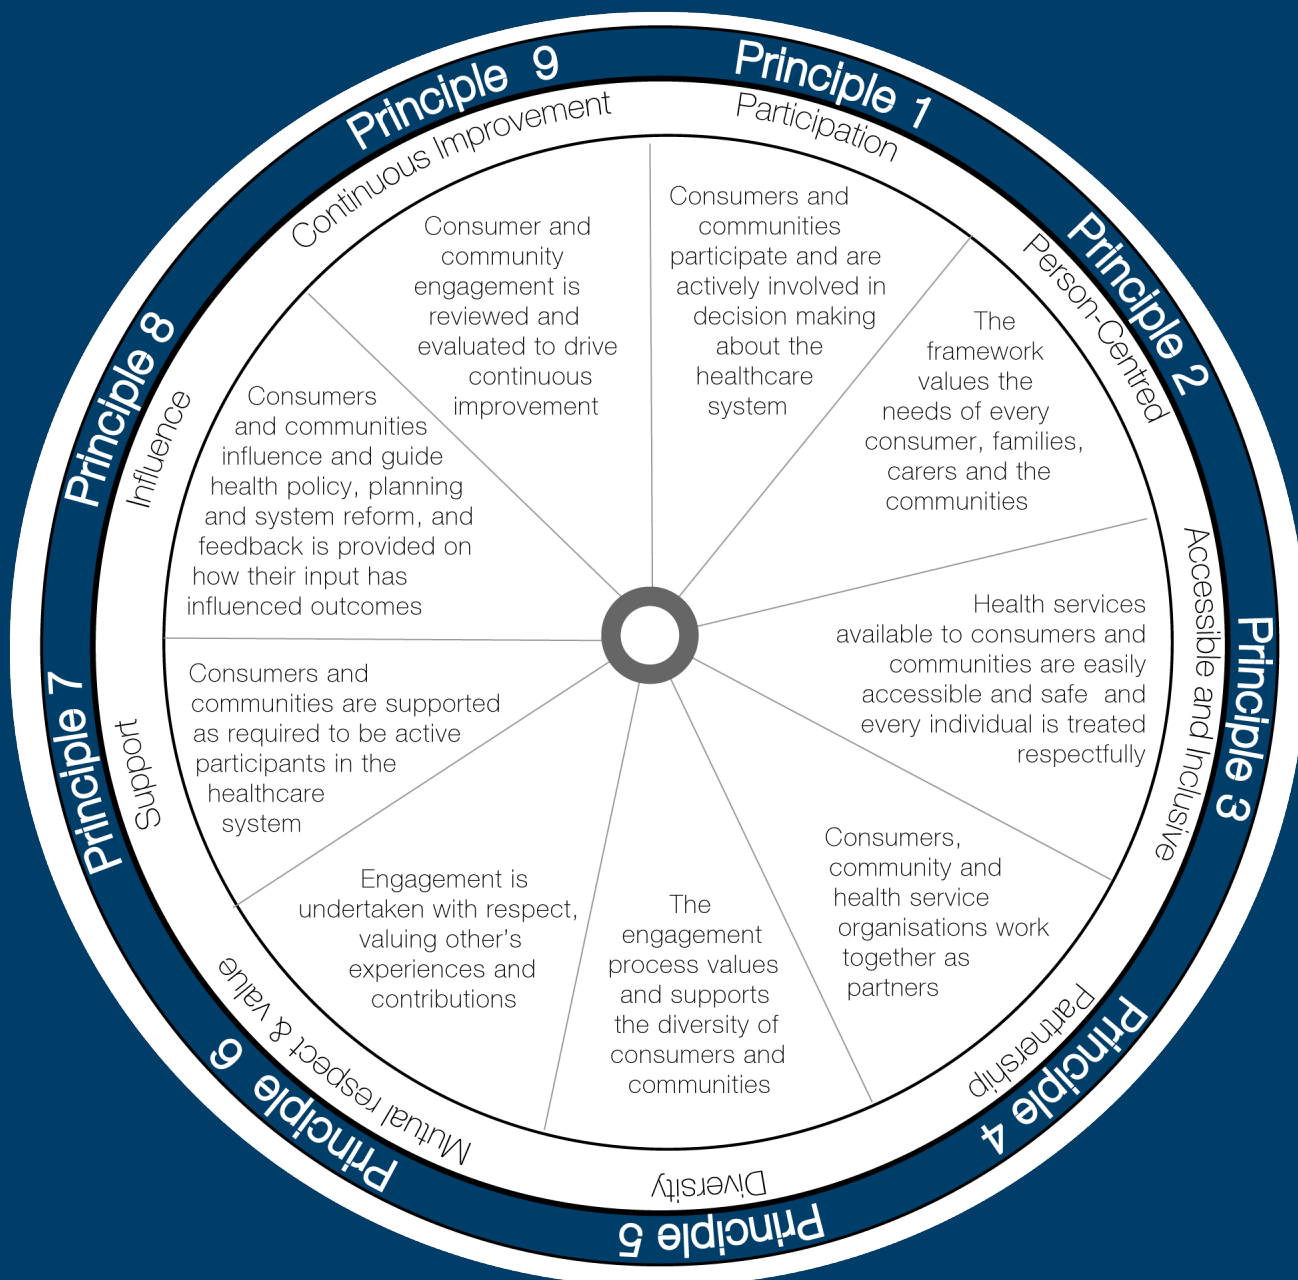 Principle 1
Participation
Consumers and
communities
participate and are
actively involved in
decision making
about the
healthcare
system
Principle 2
Person-Centred
The
framework
values the
needs of every
consumer, families,
carers and the
communities
Principle 3
Accessible and Inclusive
Health services
available to consumers and
communities are easily
accessible and safe and
every individual is treated
respectfully
Principle 4
Partnership
Consumers,
community and
health service
organisations work
together as
partners
Principle 5
Diversity
The
engagement
process values
and supports
the diversity of
consumers and
communities
Principle 6
Mutual respect & value
Engagement is
undertaken with respect,
valuing other's
experiences and
contributions
Principle 7
Support
Consumers and
communities are supported
as required to be active
participants in the
healthcare
system
Principle 8
Influence
Consumers
and communities
influence and guide
health policy, planning
and system reform, and
feedback is provided on
how their input has
influenced outcomes
Principle 9
Continuous Improvement
Consumer and
community
engagement is
reviewed and
evaluated to drive
continuous
improvement